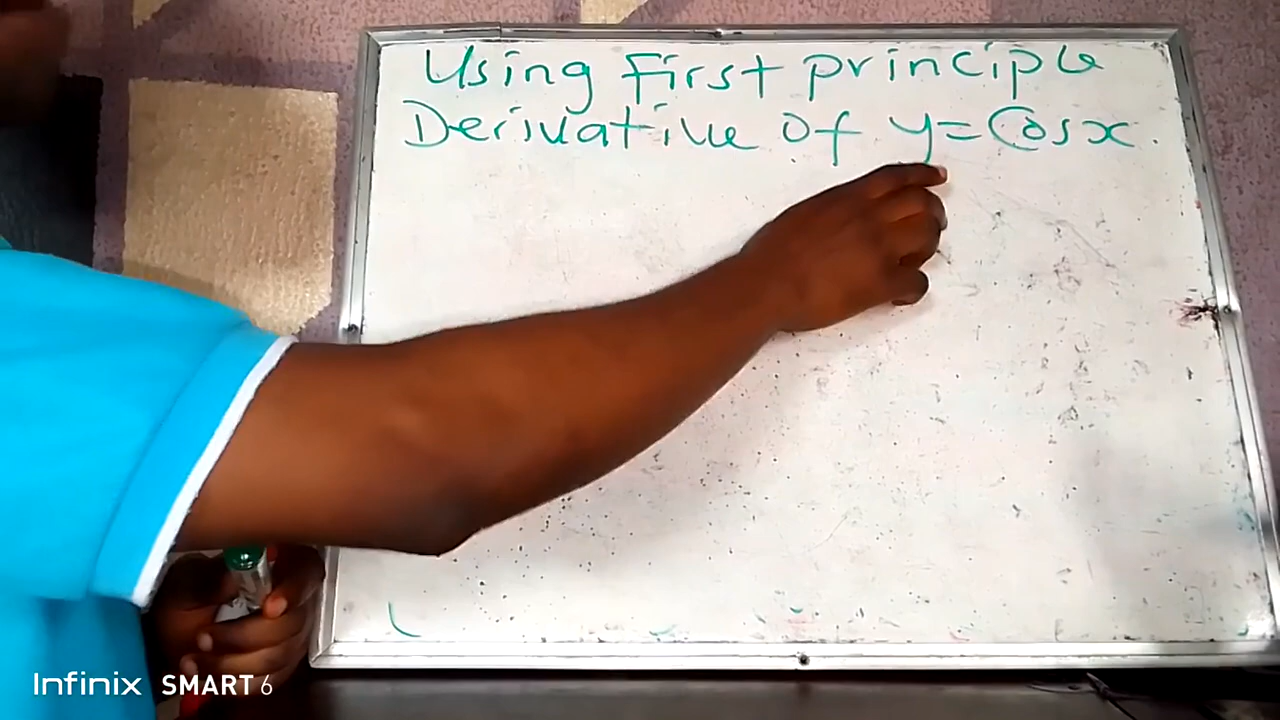 Using First principle
Derivative of y=Cosx.
Infinix SMART 6